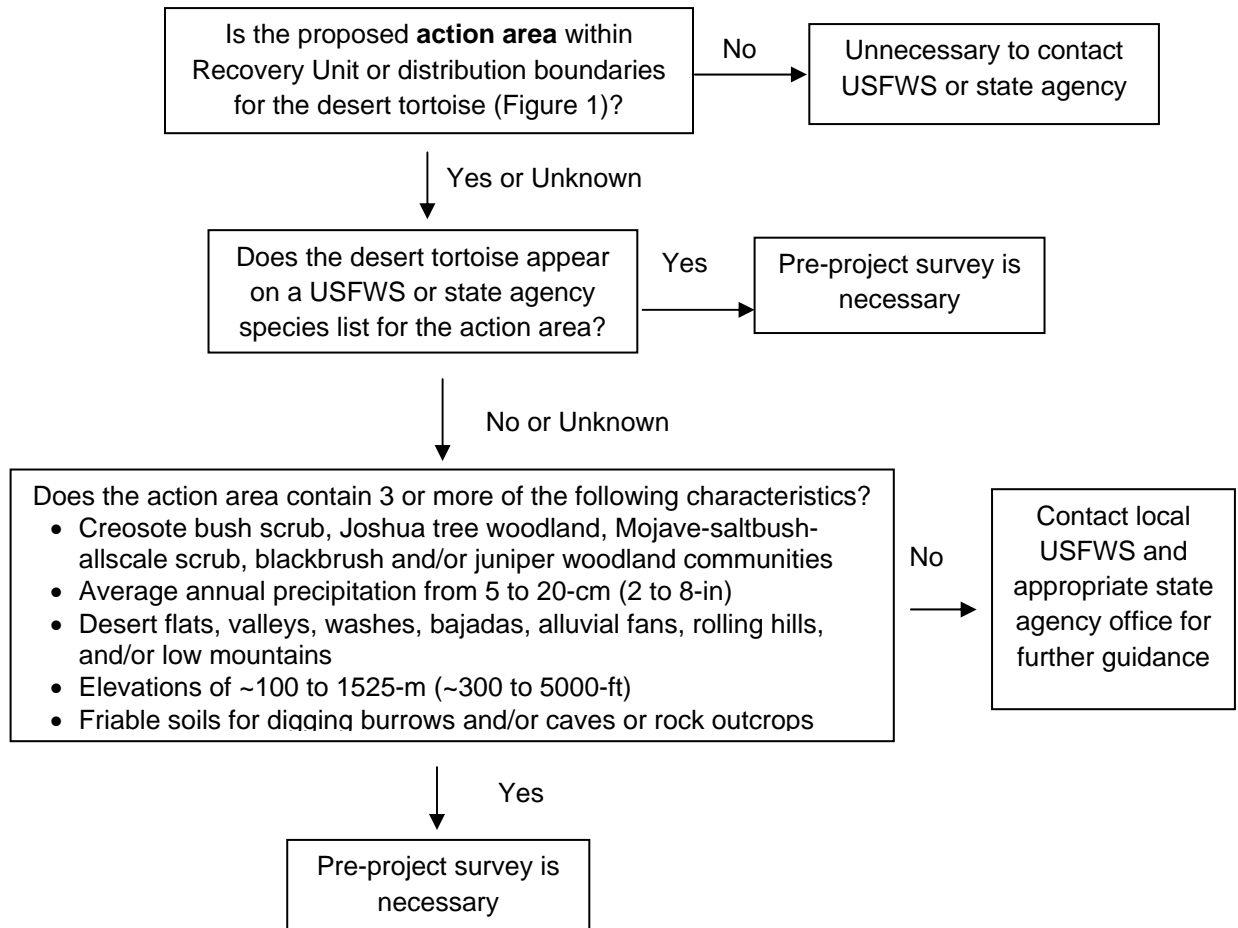 Is the proposed action area within
Recovery Unit or distribution boundaries
for the desert tortoise (Figure 1)?
No
Unnecessary to contact
USFWS or state agency
Yes or Unknown
Does the desert tortoise appear
on a USFWS or state agency
species list for the action area?
Yes
Pre-project survey is
necessary
No or Unknown
Does the action area contain 3 or more of the following characteristics?
• Creosote bush scrub, Joshua tree woodland, Mojave-saltbush-
allscale scrub, blackbrush and/or juniper woodland communities
• Average annual precipitation from 5 to 20-cm (2 to 8-in)
• Desert flats, valleys, washes, bajadas, alluvial fans, rolling hills,
and/or low mountains
• Elevations of ~100 to 1525-m (~300 to 5000-ft)
• Friable soils for digging burrows and/or caves or rock outcrops
No
Contact local
USFWS and
appropriate state
agency office for
further guidance
Yes
Pre-project survey is
necessary